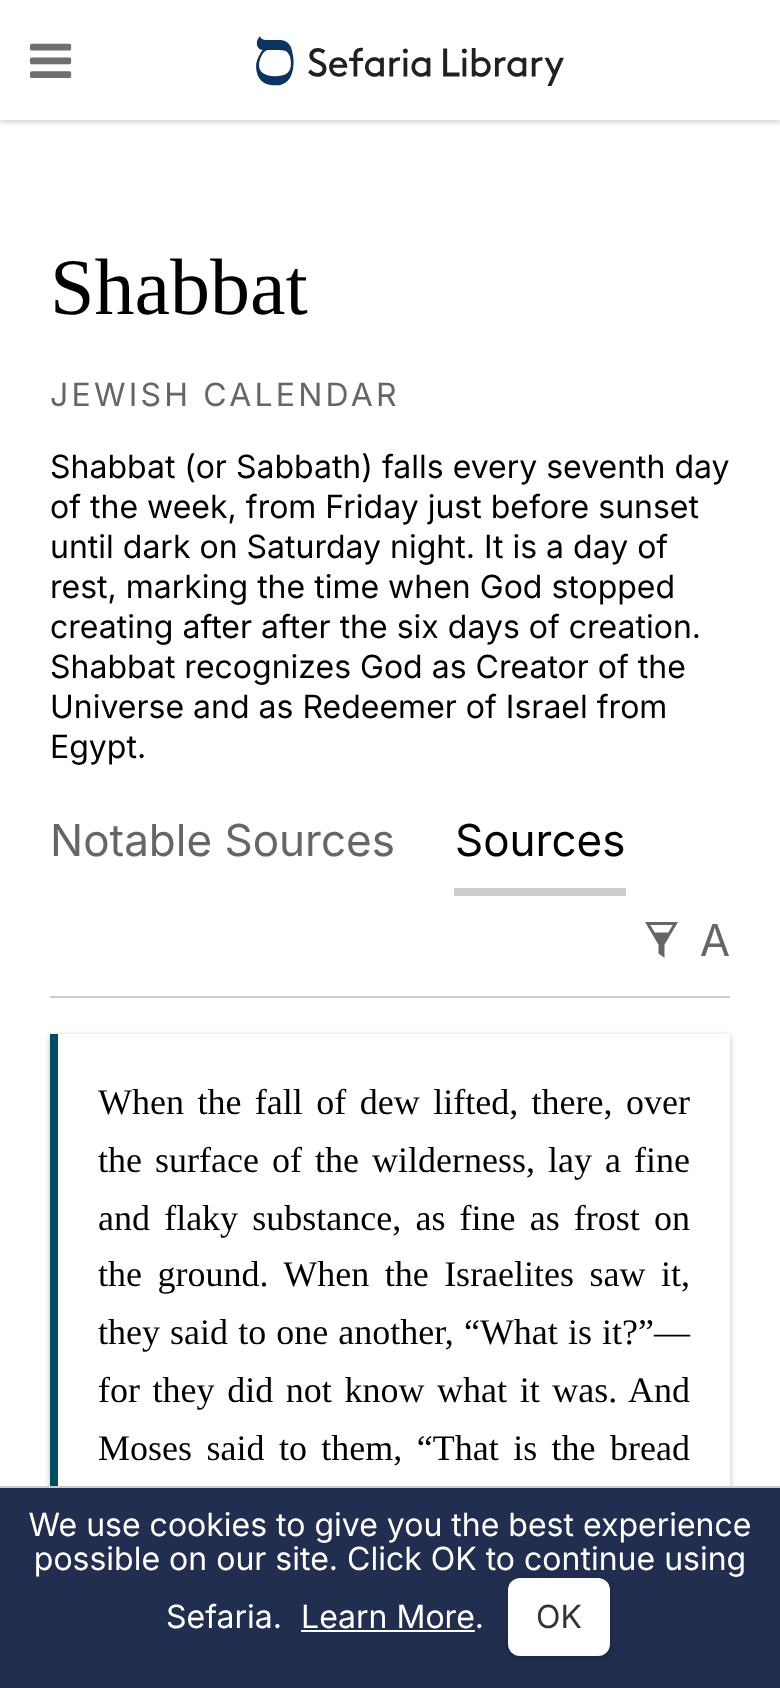 Sefaria Library
Shabbat
JEWISH CALENDAR
Shabbat (or Sabbath) falls every seventh day
of the week, from Friday just before sunset
until dark on Saturday night. It is a day of
rest, marking the time when God stopped
creating after after the six days of creation.
Shabbat recognizes God as Creator of the
Universe and as Redeemer of Israel from
Egypt.
Notable Sources
Sources
A
When the fall of dew lifted, there, over
the surface of the wilderness, lay a fine
and flaky substance, as fine as frost on
the ground. When the Israelites saw it,
they said to one another, “What is it?”—
for they did not know what it was. And
Moses said to them, “That is the bread
We use cookies to give you the best experience
possible on our site. Click OK to continue using
Sefaria. Learn More. OK